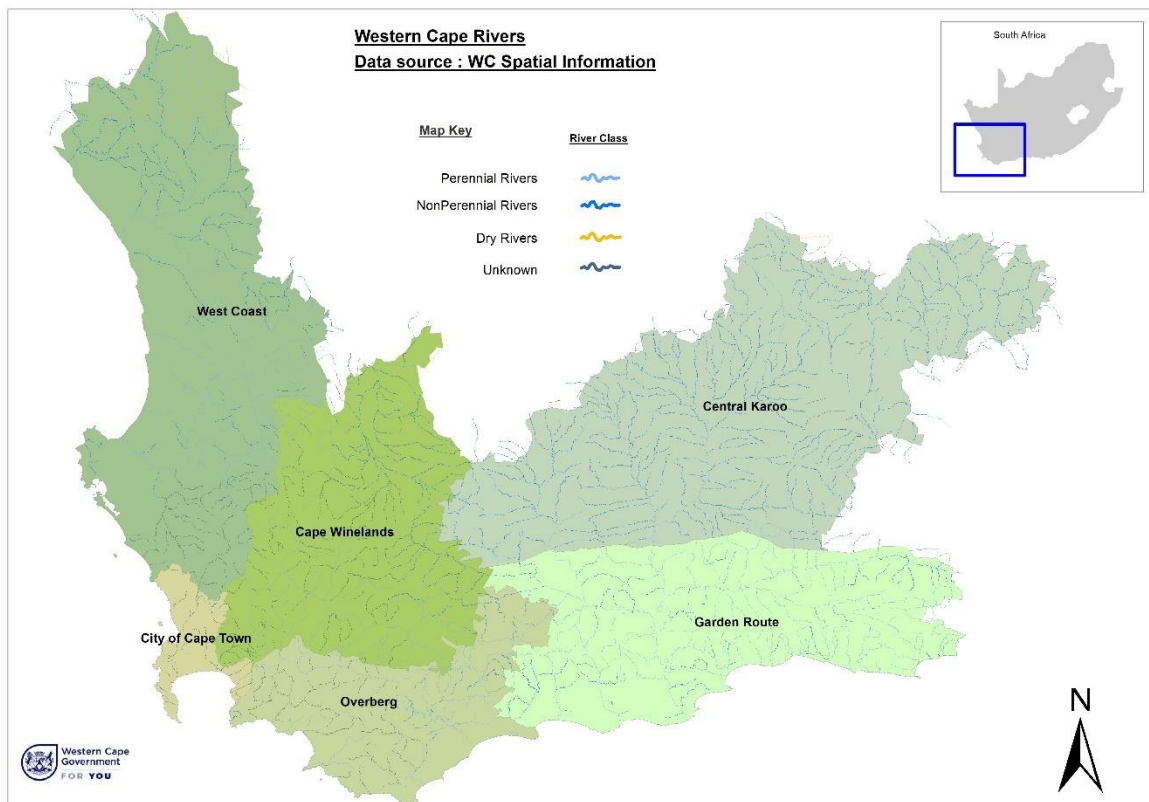 Western Cape Rivers
Data source : WC Spatial Information
South Africa
Map Key
River Class
Perennial Rivers
NonPerennial Rivers
Dry Rivers
Unknown
West Coast
Central Karoo
Cape Winelands
City of Cape Town
Garden Route
Overberg
N
Western Cape
Government
FOR YOU